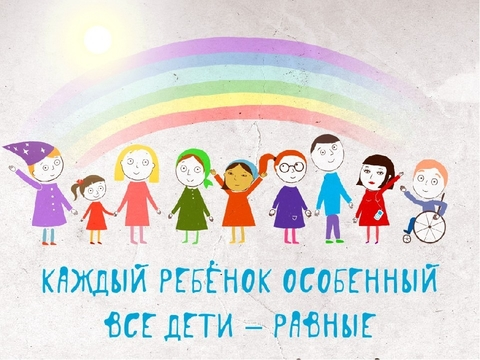 КАЖДЫЙ РЕБЁНОК ОСОБЕННЫЙ
ВСЕ ДЕТИ – РАВНЫЕ